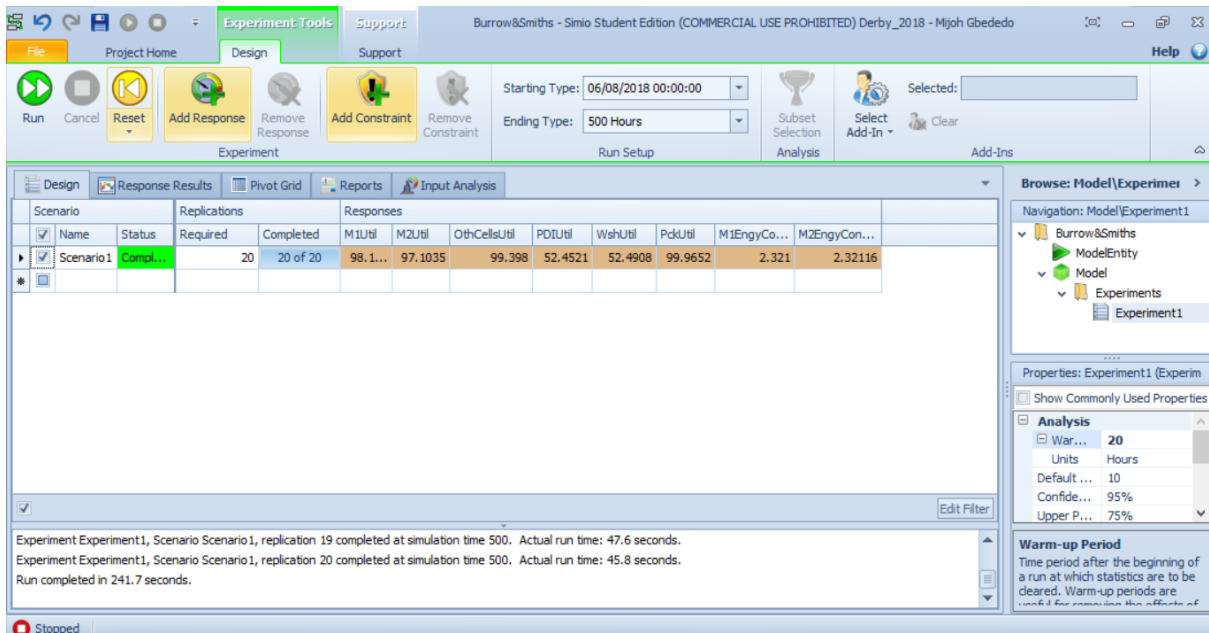 Experiment Tools Support Burrow&Smiths - Simio Student Edition (COMMERCIAL USE PROHIBITED) Derby_2018 - Mijoh Gbededo
File Project Home Design Support Help
Run Cancel Reset Add Response Remove Response Add Constraint Remove Constraint
Starting Type: 06/08/2018 00:00:00
Ending Type: 500 Hours
Subset Selection
Select Add-In
Selected:
Clear
Experiment Run Setup Analysis Add-Ins
Design Response Results Pivot Grid Reports Input Analysis
Scenario Replications Responses
Name Status Required Completed M1Util M2Util OthCellsUtil PDIUtil WshUtil PckUtil M1EngyCo... M2EngyCon...
Scenario1 Compl... 20 20 of 20 98.1... 97.1035 99.398 52.4521 52.4908 99.9652 2.321 2.32116
Edit Filter
Experiment Experiment1, Scenario Scenario1, replication 19 completed at simulation time 500. Actual run time: 47.6 seconds.
Experiment Experiment1, Scenario Scenario1, replication 20 completed at simulation time 500. Actual run time: 45.8 seconds.
Run completed in 241.7 seconds.
Stopped
Browse: Model\Experimer
Navigation: Model\Experiment1
Burrow&Smiths
ModelEntity
Model
Experiments
Experiment1
Properties: Experiment1 (Experim
Show Commonly Used Properties
Analysis
War... 20
Units Hours
Default ... 10
Confide... 95%
Upper P... 75%
Warm-up Period
Time period after the beginning of
a run at which statistics are to be
cleared. Warm-up periods are